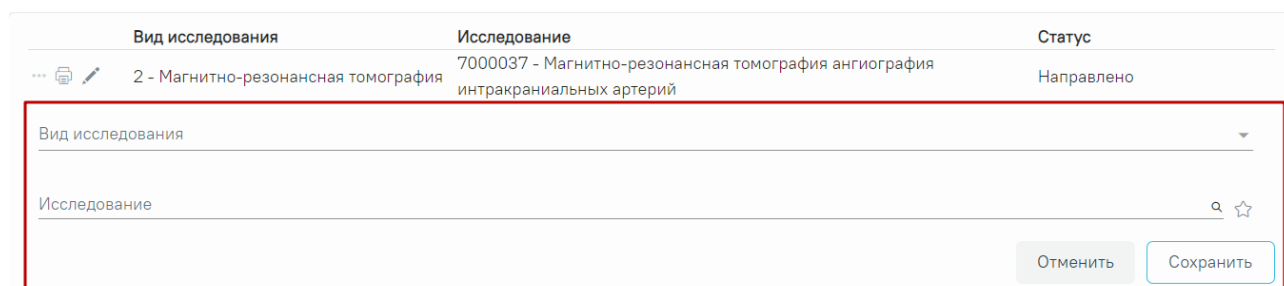 Вид исследования Исследование Статус
2 - Магнитно-резонансная томография 7000037 - Магнитно-резонансная томография ангиография интракраниальных артерий Направлено
Вид исследования
Исследование
Отменить Сохранить